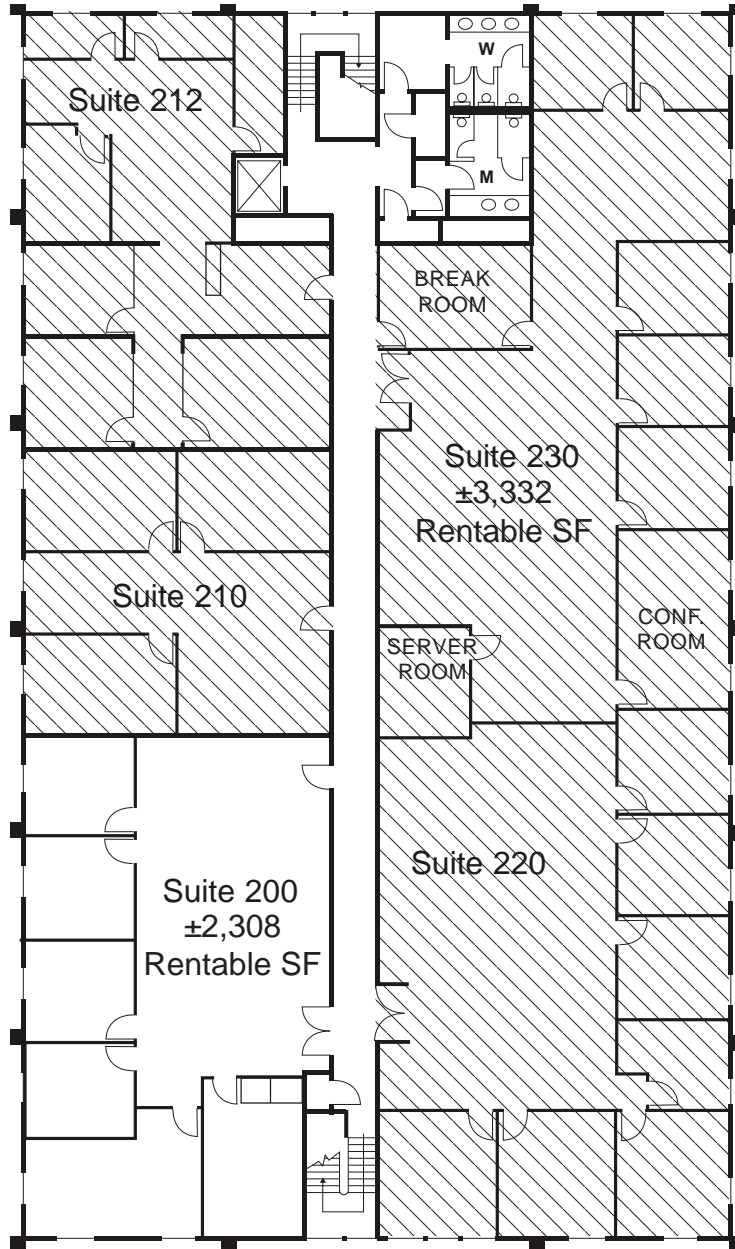 W
Suite 212
M
BREAK
ROOM
Suite 230
±3,332
Rentable SF
Suite 210
CONF.
ROOM
SERVER
ROOM
Suite 220
Suite 200
±2,308
Rentable SF